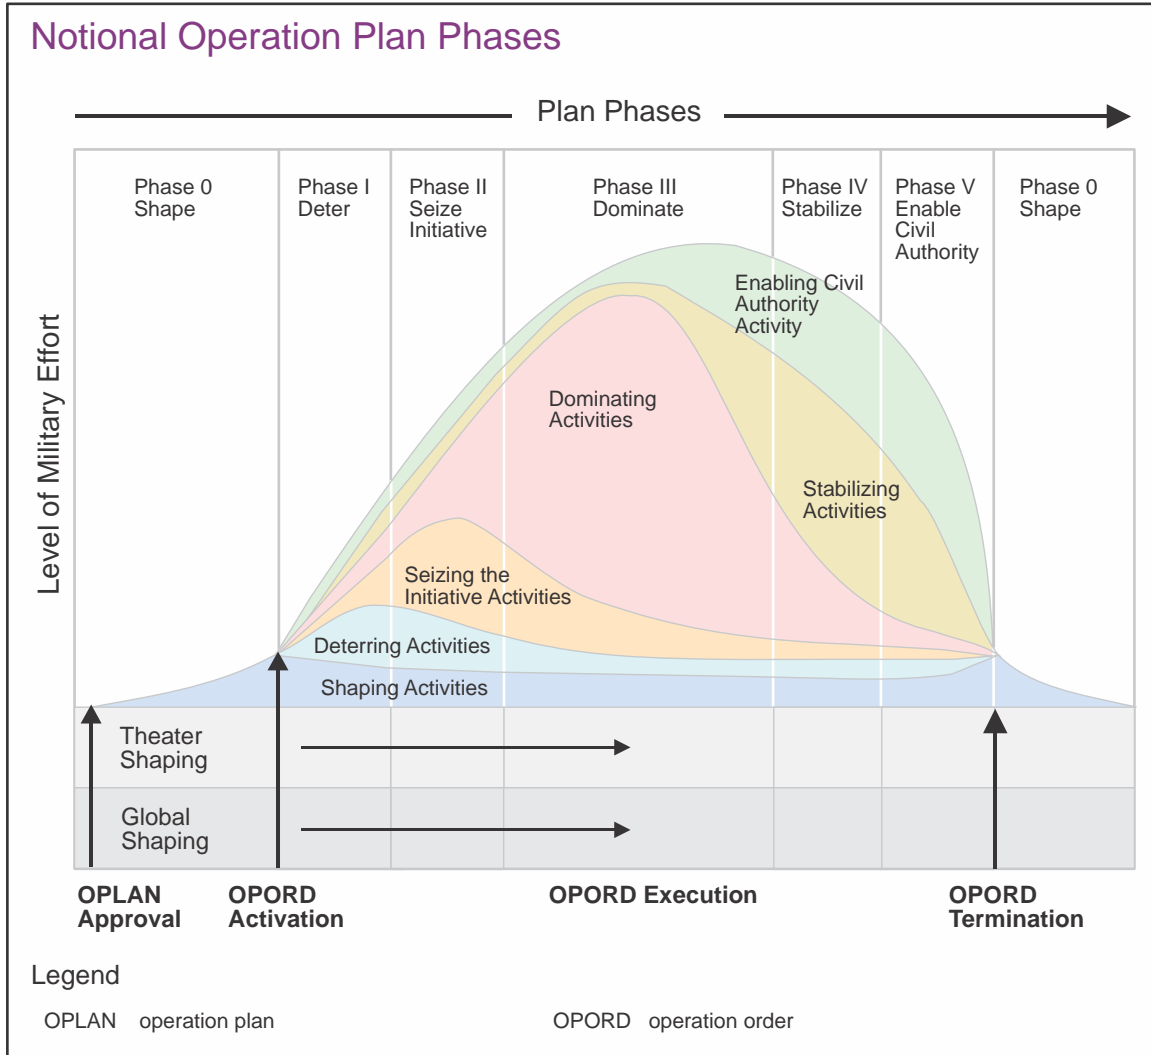 Notional Operation Plan Phases
Plan Phases
Phase 0
Shape
Phase I
Deter
Phase II
Seize
Initiative
Phase III
Dominate
Phase IV
Stabilize
Phase V
Enable
Civil
Authority
Phase 0
Shape
Level of Military Effort
Enabling Civil
Authority
Activity
Dominating
Activities
Stabilizing
Activities
Seizing the
Initiative Activities
Deterring Activities
Shaping Activities
Theater
Shaping
Global
Shaping
OPLAN
Approval
OPORD
Activation
OPORD Execution
OPORD
Termination
Legend
OPLAN operation plan
OPORD operation order